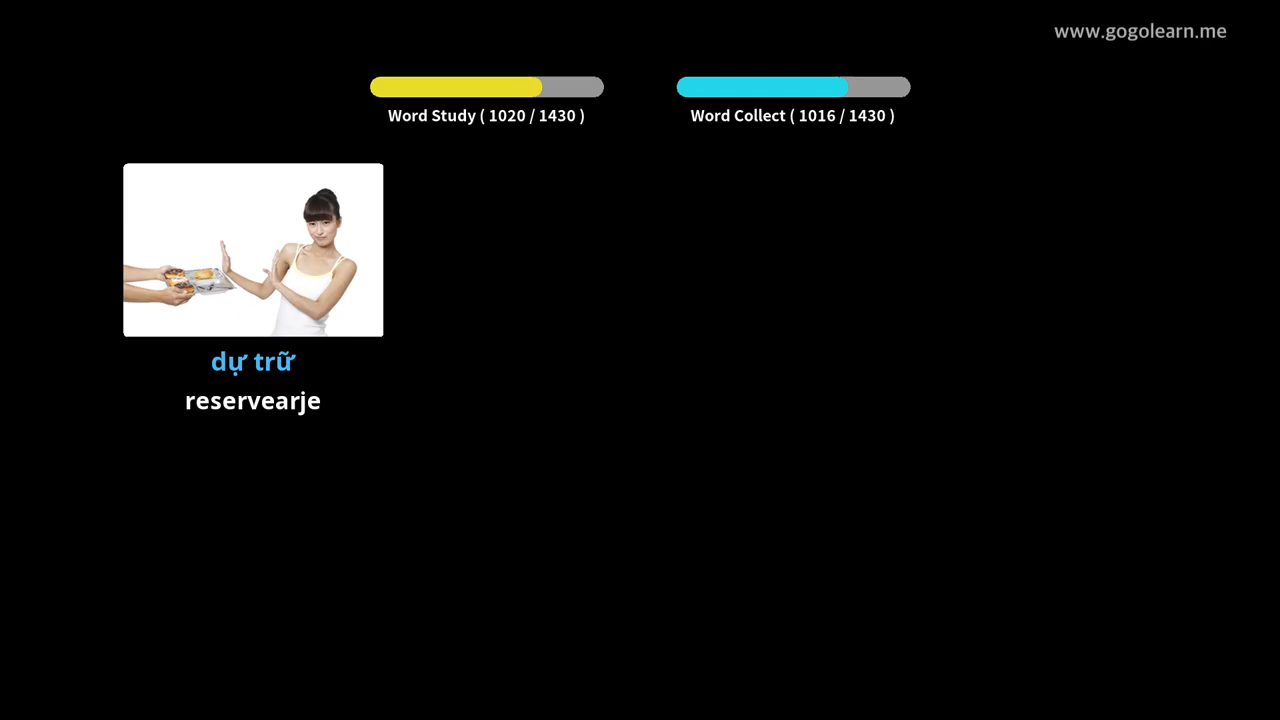 www.gogolearn.me
Word Study ( 1020 / 1430 )
Word Collect ( 1016 / 1430 )
dự trữ
reservearje